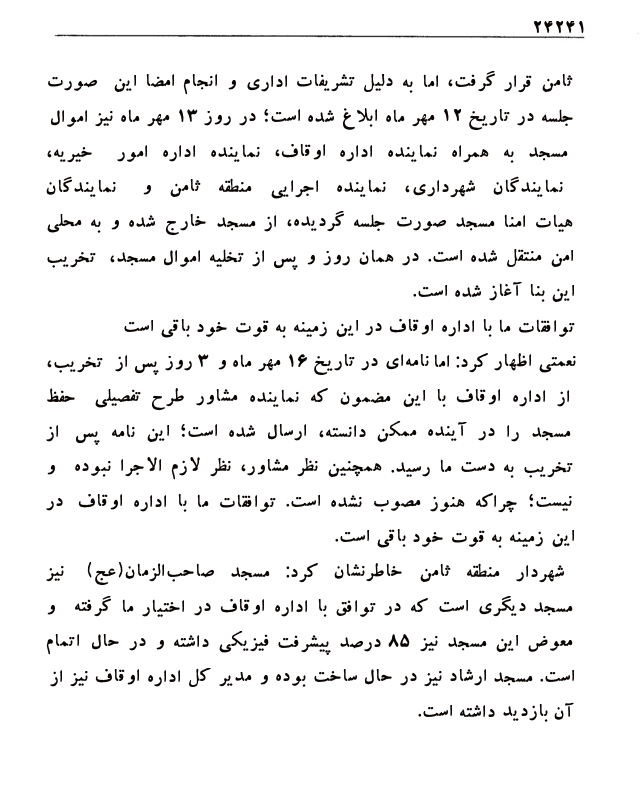 ۲۴۲۴۱
ثامن قرار گرفت، اما به دلیل تشریفات اداری و انجام امضا این صورت
جلسه در تاریخ ۱۲ مهر ماه ابلاغ شده است؛ در روز ۱۳ مهر ماه نیز اموال
مسجد به همراه نماینده اداره اوقاف، نماینده اداره امور خیریه،
نمایندگان شهرداری، نماینده اجرایی منطقه ثامن و نمایندگان
هیات امنا مسجد صورت جلسه گردیده، از مسجد خارج شده و به محلی
امن منتقل شده است. در همان روز و پس از تخلیه اموال مسجد، تخریب
این بنا آغاز شده است.
توافقات ما با اداره اوقاف در این زمینه به قوت خود باقی است
نعمتی اظهار کرد: اما نامه‌ای در تاریخ ۱۶ مهر ماه و ۳ روز پس از تخریب،
از اداره اوقاف با این مضمون که نماینده مشاور طرح تفصیلی حفظ
مسجد را در آینده ممکن دانسته، ارسال شده است؛ این نامه پس از
تخریب به دست ما رسید. همچنین نظر مشاور، نظر لازم الاجرا نبوده و
نیست؛ چراکه هنوز مصوب نشده است. توافقات ما با اداره اوقاف در
این زمینه به قوت خود باقی است.
شهردار منطقه ثامن خاطرنشان کرد: مسجد صاحب‌الزمان(عج) نیز
مسجد دیگری است که در توافق با اداره اوقاف در اختیار ما گرفته و
معوض این مسجد نیز ۸۵ درصد پیشرفت فیزیکی داشته و در حال اتمام
است. مسجد ارشاد نیز در حال ساخت بوده و مدیر کل اداره اوقاف نیز از
آن بازدید داشته است.